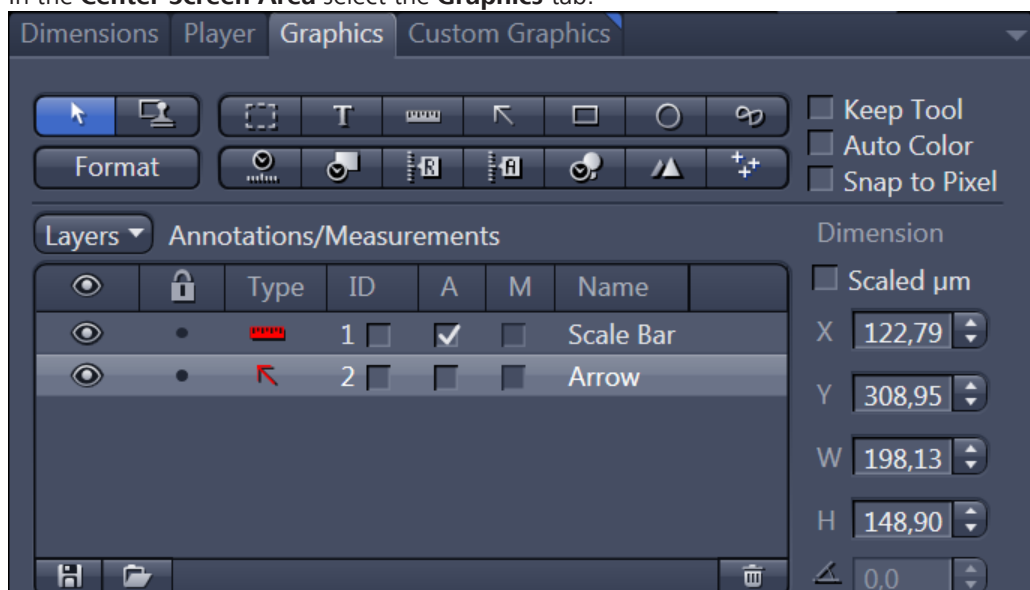 In the Center Screen Area select the Graphics tab.
Dimensions Player Graphics Custom Graphics
T
Keep Tool
Auto Color
Format
R
A
Snap to Pixel
Layers Annotations/Measurements
Dimension
Type ID A M Name
Scaled µm
1 Scale Bar
X 122,79
2 Arrow
Y 308,95
W 198,13
H 148,90
0,0